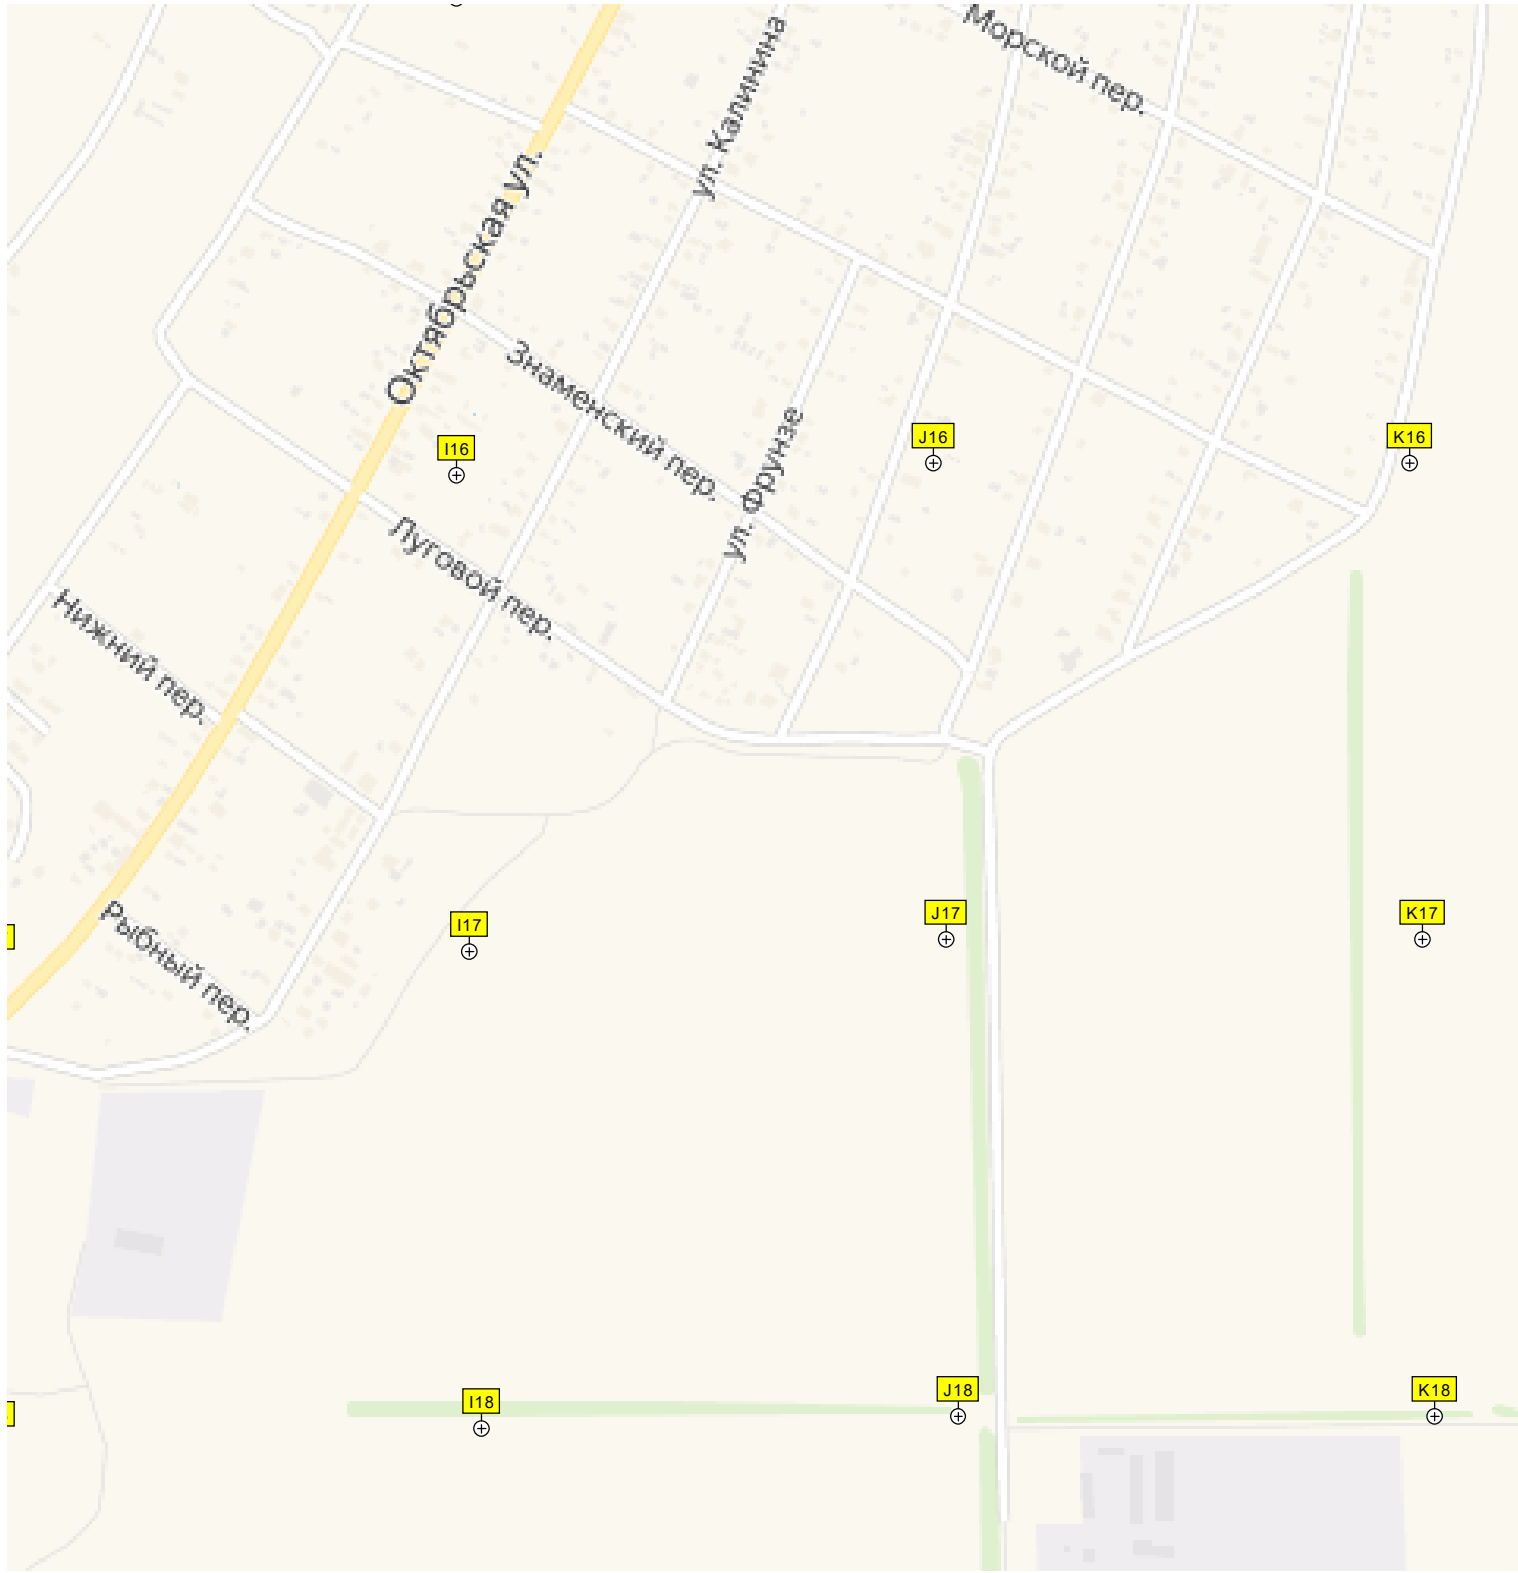 Морской пер.
ул. Калинина
Октябрьская ул.
Знаменский пер.
ул. Фрунзе
I16
J16
K16
Луговой пер.
Нижний пер.
Рыбный пер.
I17
J17
K17
I18
J18
K18